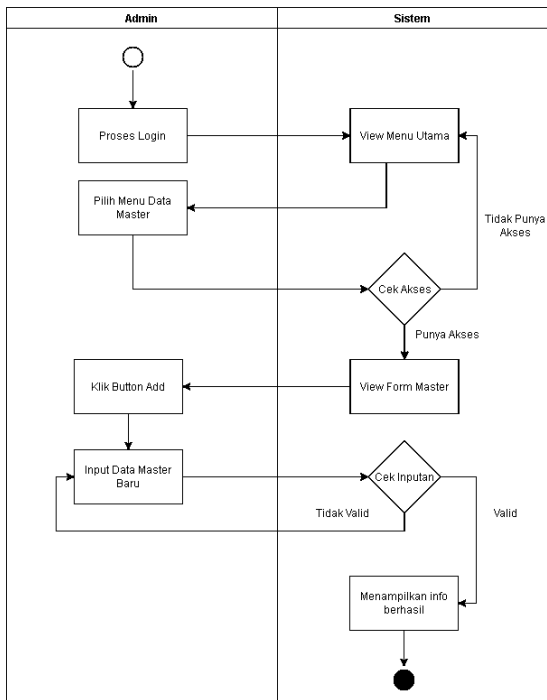 Admin
Sistem
Proses Login
View Menu Utama
Pilih Menu Data
Master
Tidak Punya
Akses
Cek Akses
Punya Akses
Klik Button Add
View Form Master
Input Data Master
Baru
Cek Inputan
Tidak Valid
Valid
Menampilkan info
berhasil